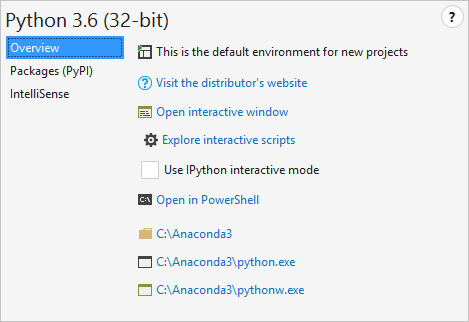 Python 3.6 (32-bit)
?
Overview
Packages (PyPI)
IntelliSense
This is the default environment for new projects
? Visit the distributor's website
Open interactive window
Explore interactive scripts
Use IPython interactive mode
C:\ Open in PowerShell
C:\Anaconda3
C:\Anaconda3\python.exe
C:\Anaconda3\pythonw.exe